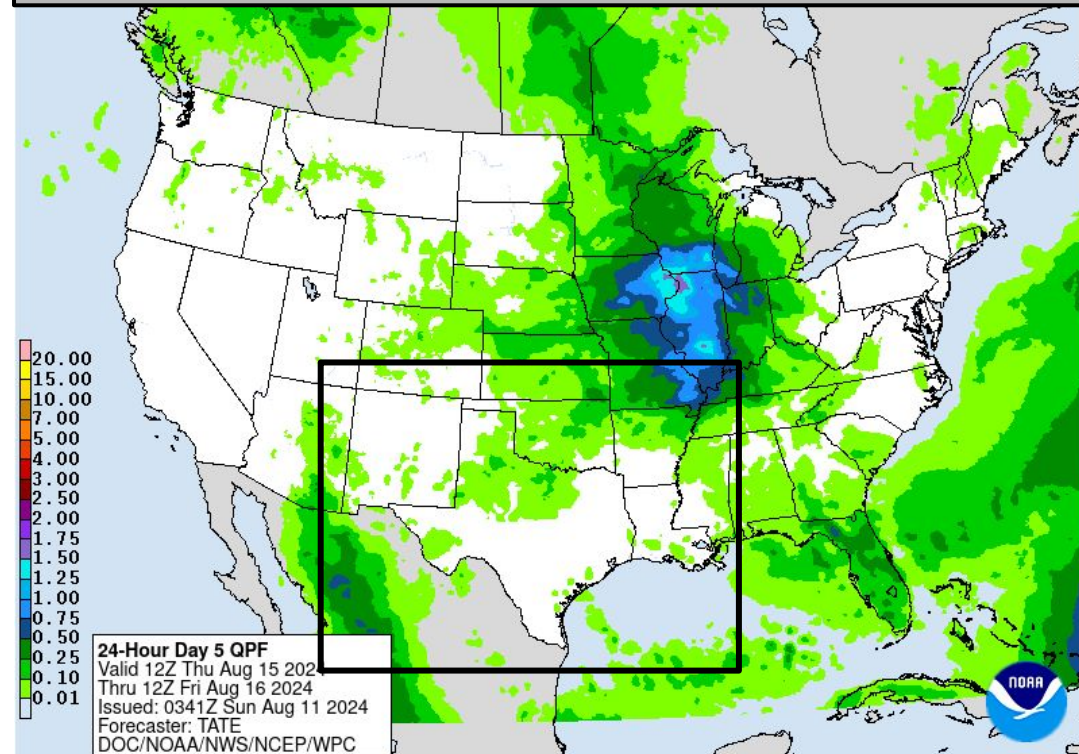 20.00
15.00
10.00
7.00
5.00
4.00
3.00
2.50
2.00
1.75
1.50
1.25
1.00
0.75
0.50
0.25
0.10
0.01
24-Hour Day 5 QPF
Valid 12Z Thu Aug 15 2024
Thru 12Z Fri Aug 16 2024
Issued: 0341Z Sun Aug 11 2024
Forecaster: TATE
DOC/NOAA/NWS/NCEP/WPC
NOAA